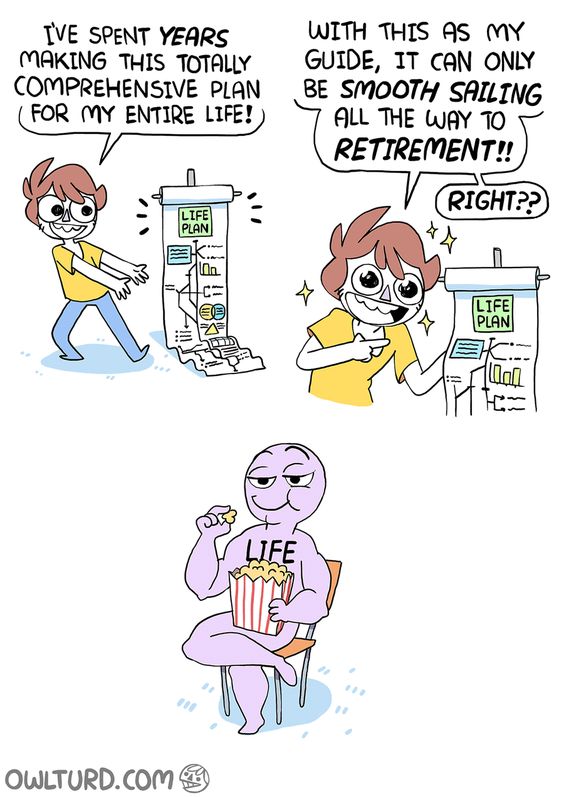 I'VE SPENT YEARS
MAKING THIS TOTALLY
COMPREHENSIVE PLAN
FOR MY ENTIRE LIFE!
LIFE
PLAN
WITH THIS AS MY
GUIDE, IT CAN ONLY
BE SMOOTH SAILING
ALL THE WAY TO
RETIREMENT!!
RIGHT??
LIFE
PLAN
LIFE
OWLTURD.COM